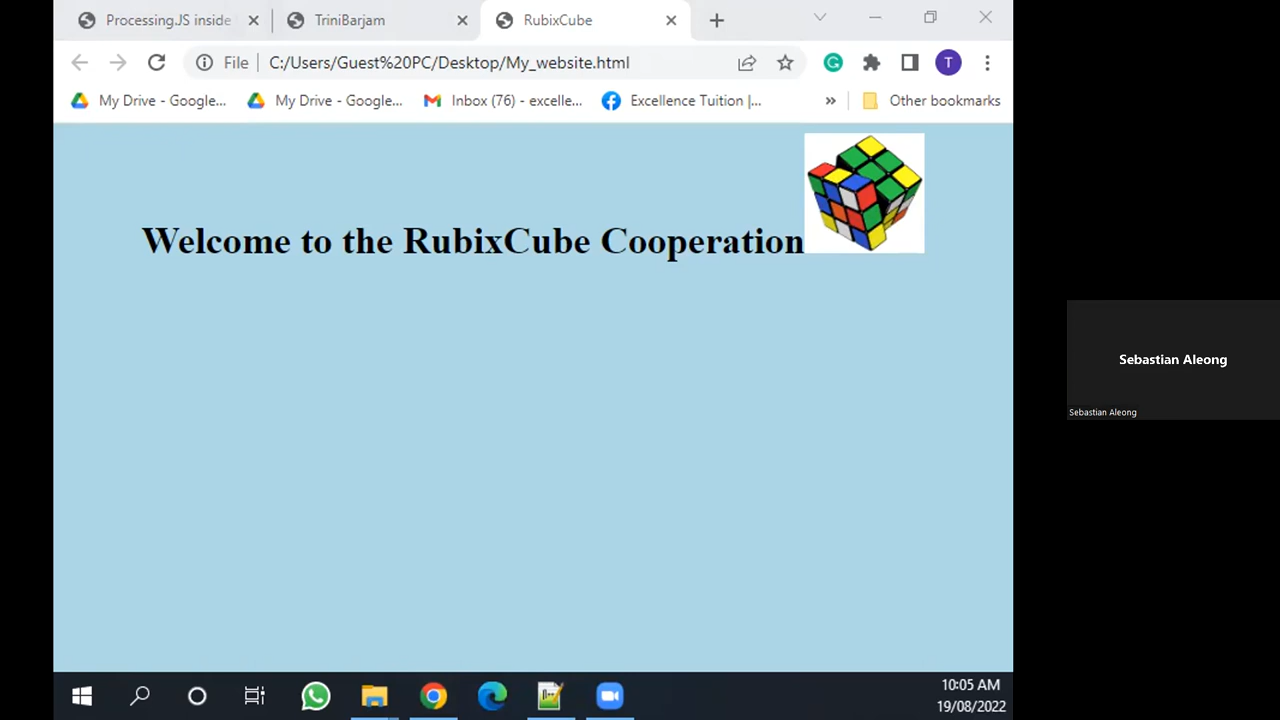 Processing.JS inside
TriniBarjam
RubixCube
File
C:/Users/Guest%20PC/Desktop/My_website.html
T
My Drive - Google...
My Drive - Google...
Inbox (76) - excelle...
Excellence Tuition |...
»
Other bookmarks
Welcome to the RubixCube Cooperation
Sebastian Aleong
Sebastian Aleong
10:05 AM
19/08/2022